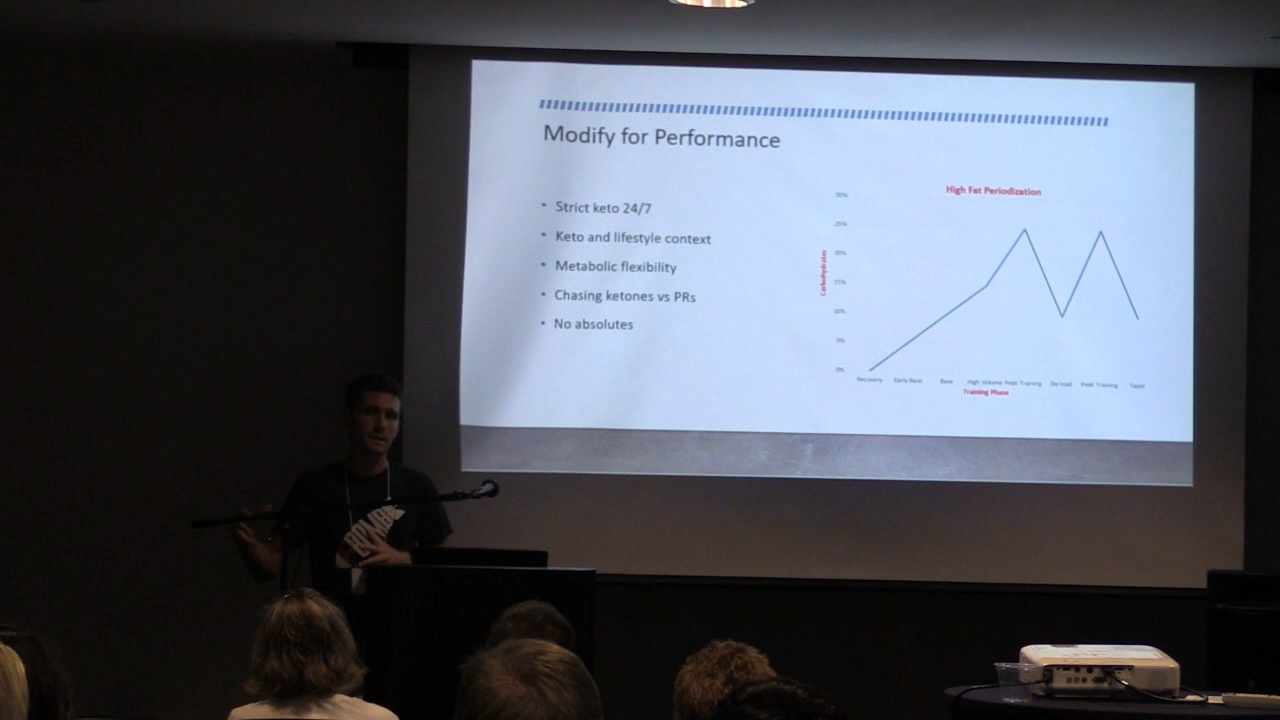 Modify for Performance
• Strict keto 24/7
• Keto and lifestyle context
• Metabolic flexibility
• Chasing ketones vs PRs
• No absolutes
High Fat Periodization
30%
25%
20%
15%
10%
5%
0%
Carbohydrates
Recovery Early Base Base High Volume Peak Training De-load Peak Training Taper
Training Phase